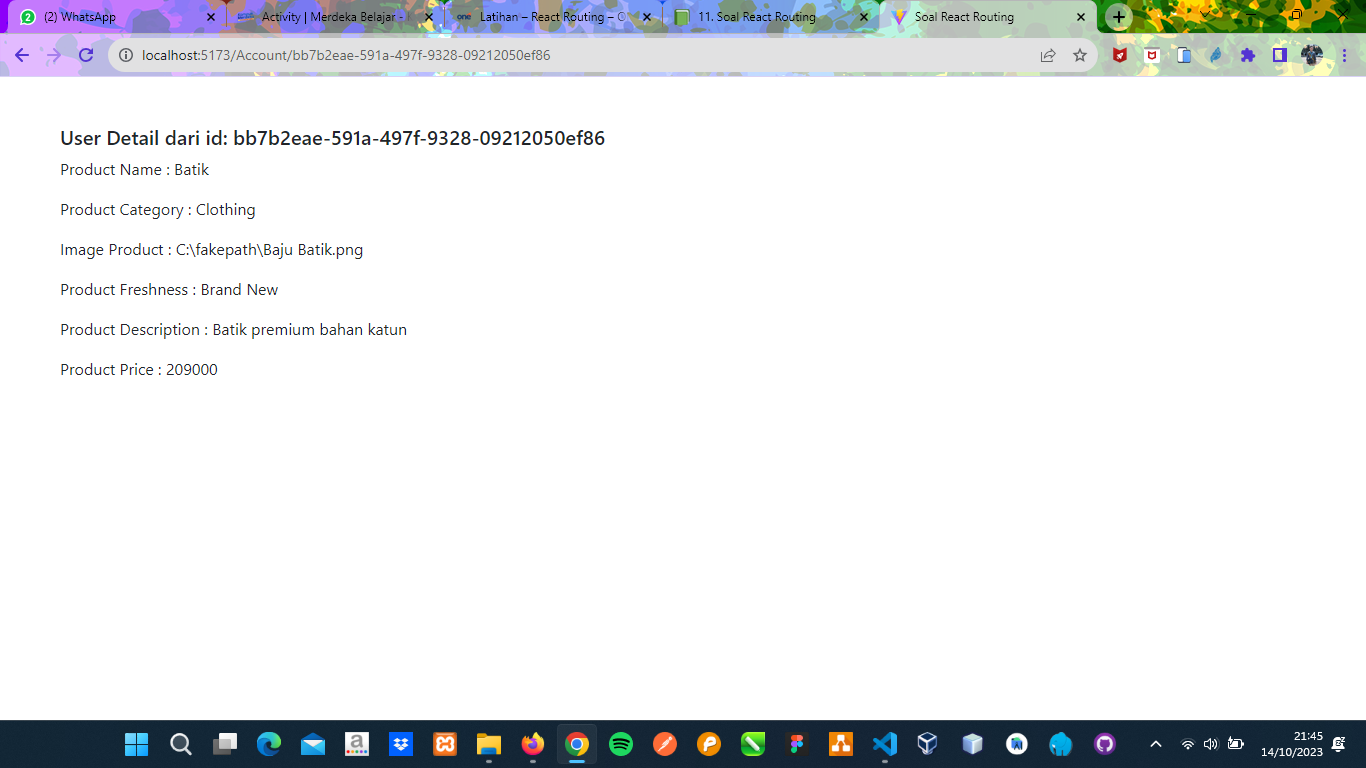 2
(2) WhatsApp
Activity | Merdeka Belajar -
one
Latihan – React Routing –
11. Soal React Routing
Soal React Routing
localhost:5173/Account/bb7b2eae-591a-497f-9328-09212050ef86
User Detail dari id: bb7b2eae-591a-497f-9328-09212050ef86
Product Name : Batik
Product Category : Clothing
Image Product : C:\fakepath\Baju Batik.png
Product Freshness : Brand New
Product Description : Batik premium bahan katun
Product Price : 209000
21:45
14/10/2023